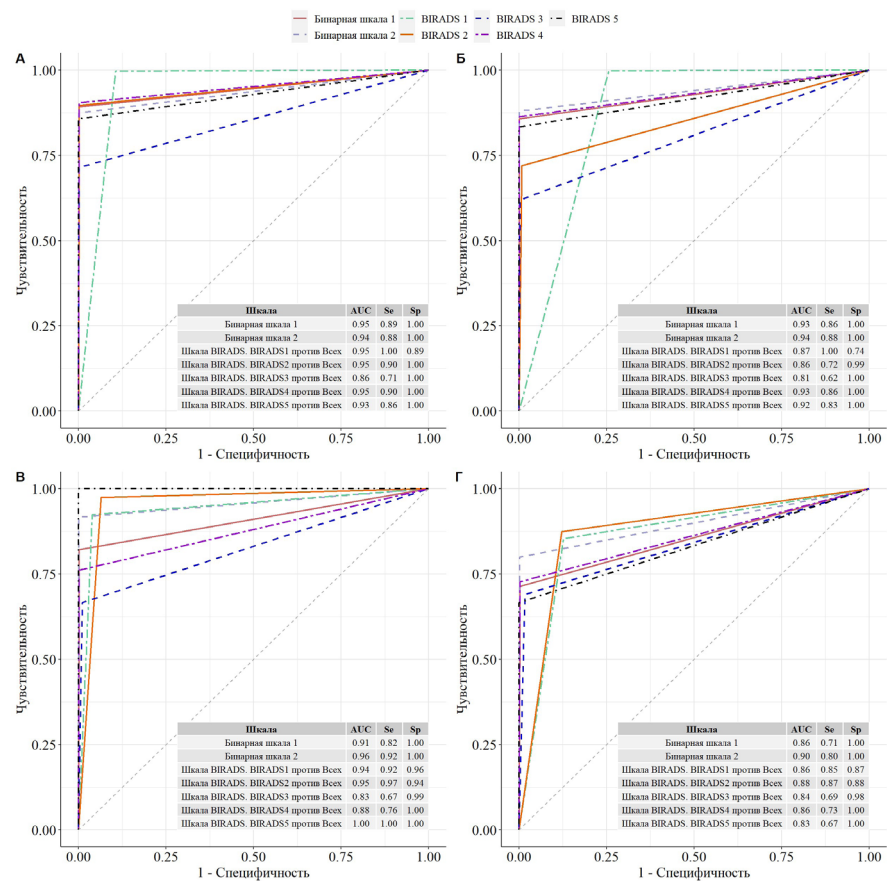 Бинарная шкала 1 BIRADS 1 BIRADS 3 BIRADS 5
Бинарная шкала 2 BIRADS 2 BIRADS 4
А
1.00
0.75
0.50
0.25
0.00
Чувствительность
Шкала AUC Se Sp
Бинарная шкала 1 0.95 0.89 1.00
Бинарная шкала 2 0.94 0.88 1.00
Шкала BIRADS. BIRADS1 против Всех 0.95 1.00 0.89
Шкала BIRADS. BIRADS2 против Всех 0.95 0.90 1.00
Шкала BIRADS. BIRADS3 против Всех 0.86 0.71 1.00
Шкала BIRADS. BIRADS4 против Всех 0.95 0.90 1.00
Шкала BIRADS. BIRADS5 против Всех 0.93 0.86 1.00
0.00 0.25 0.50 0.75 1.00
1 - Специфичность
Б
1.00
0.75
0.50
0.25
0.00
Чувствительность
Шкала AUC Se Sp
Бинарная шкала 1 0.93 0.86 1.00
Бинарная шкала 2 0.94 0.88 1.00
Шкала BIRADS. BIRADS1 против Всех 0.87 1.00 0.74
Шкала BIRADS. BIRADS2 против Всех 0.86 0.72 0.99
Шкала BIRADS. BIRADS3 против Всех 0.81 0.62 1.00
Шкала BIRADS. BIRADS4 против Всех 0.93 0.86 1.00
Шкала BIRADS. BIRADS5 против Всех 0.92 0.83 1.00
0.00 0.25 0.50 0.75 1.00
1 - Специфичность
В
1.00
0.75
0.50
0.25
0.00
Чувствительность
Шкала AUC Se Sp
Бинарная шкала 1 0.91 0.82 1.00
Бинарная шкала 2 0.96 0.92 1.00
Шкала BIRADS. BIRADS1 против Всех 0.94 0.92 0.96
Шкала BIRADS. BIRADS2 против Всех 0.95 0.97 0.94
Шкала BIRADS. BIRADS3 против Всех 0.83 0.67 0.99
Шкала BIRADS. BIRADS4 против Всех 0.88 0.76 1.00
Шкала BIRADS. BIRADS5 против Всех 1.00 1.00 1.00
0.00 0.25 0.50 0.75 1.00
1 - Специфичность
Г
1.00
0.75
0.50
0.25
0.00
Чувствительность
Шкала AUC Se Sp
Бинарная шкала 1 0.86 0.71 1.00
Бинарная шкала 2 0.90 0.80 1.00
Шкала BIRADS. BIRADS1 против Всех 0.86 0.85 0.87
Шкала BIRADS. BIRADS2 против Всех 0.88 0.87 0.88
Шкала BIRADS. BIRADS3 против Всех 0.84 0.69 0.98
Шкала BIRADS. BIRADS4 против Всех 0.86 0.73 1.00
Шкала BIRADS. BIRADS5 против Всех 0.83 0.67 1.00
0.00 0.25 0.50 0.75 1.00
1 - Специфичность